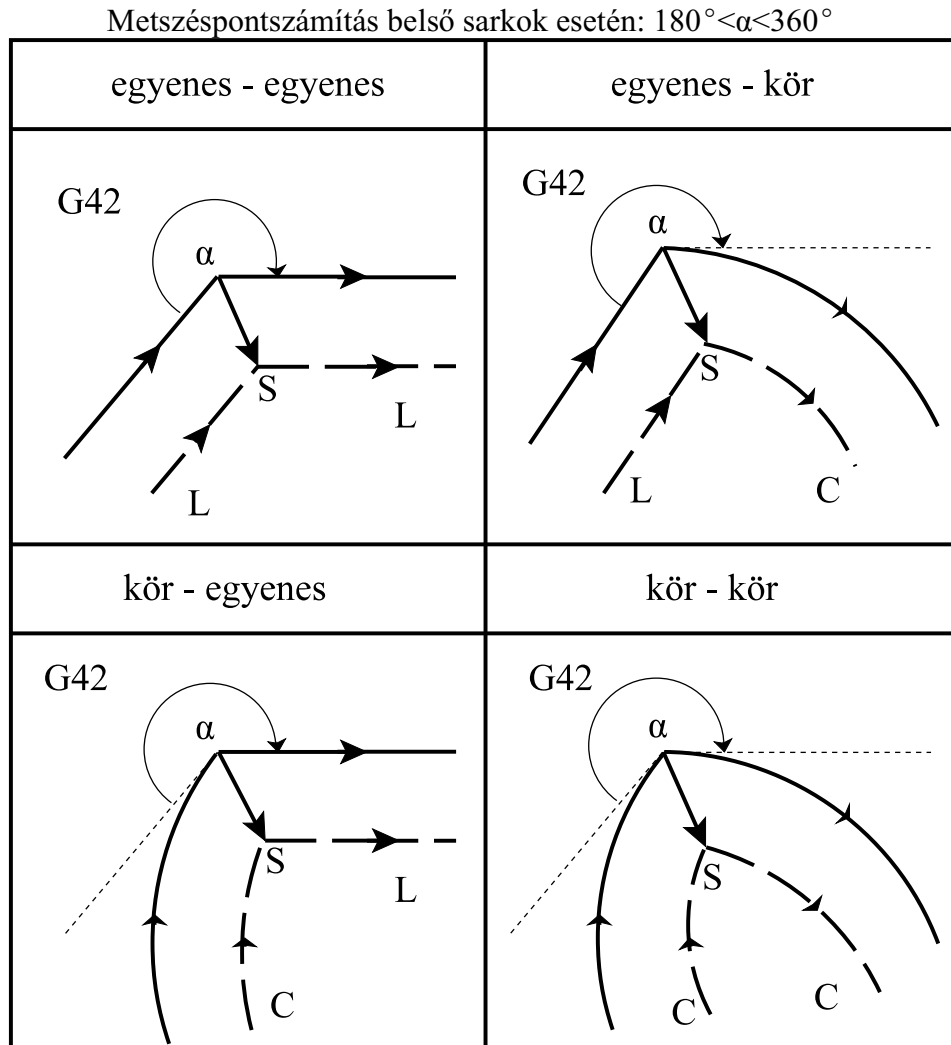 Metszéspontszámítás belső sarkok esetén: 180°<α<360°
egyenes - egyenes
egyenes - kör
G42
α
S
L
L
G42
α
S
L
C
kör - egyenes
kör - kör
G42
α
S
L
C
G42
α
S
C
C